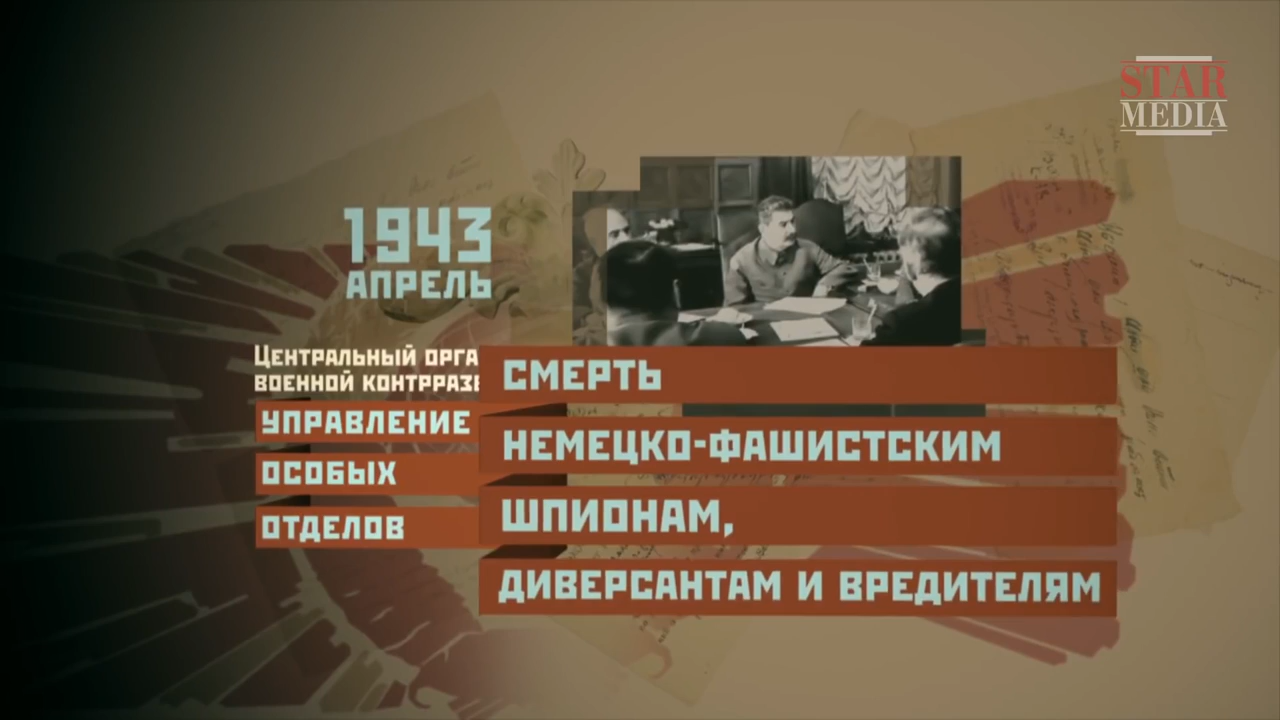 STAR
MEDIA
1943
АПРЕЛЬ
ЦЕНТРАЛЬНЫЙ ОРГА
ВОЕННОЙ КОНТРРАЗВ
УПРАВЛЕНИЕ
ОСОБЫХ
ОТДЕЛОВ
СМЕРТЬ
НЕМЕЦКО-ФАШИСТСКИМ
ШПИОНАМ,
ДИВЕРСАНТАМ И ВРЕДИТЕЛЯМ